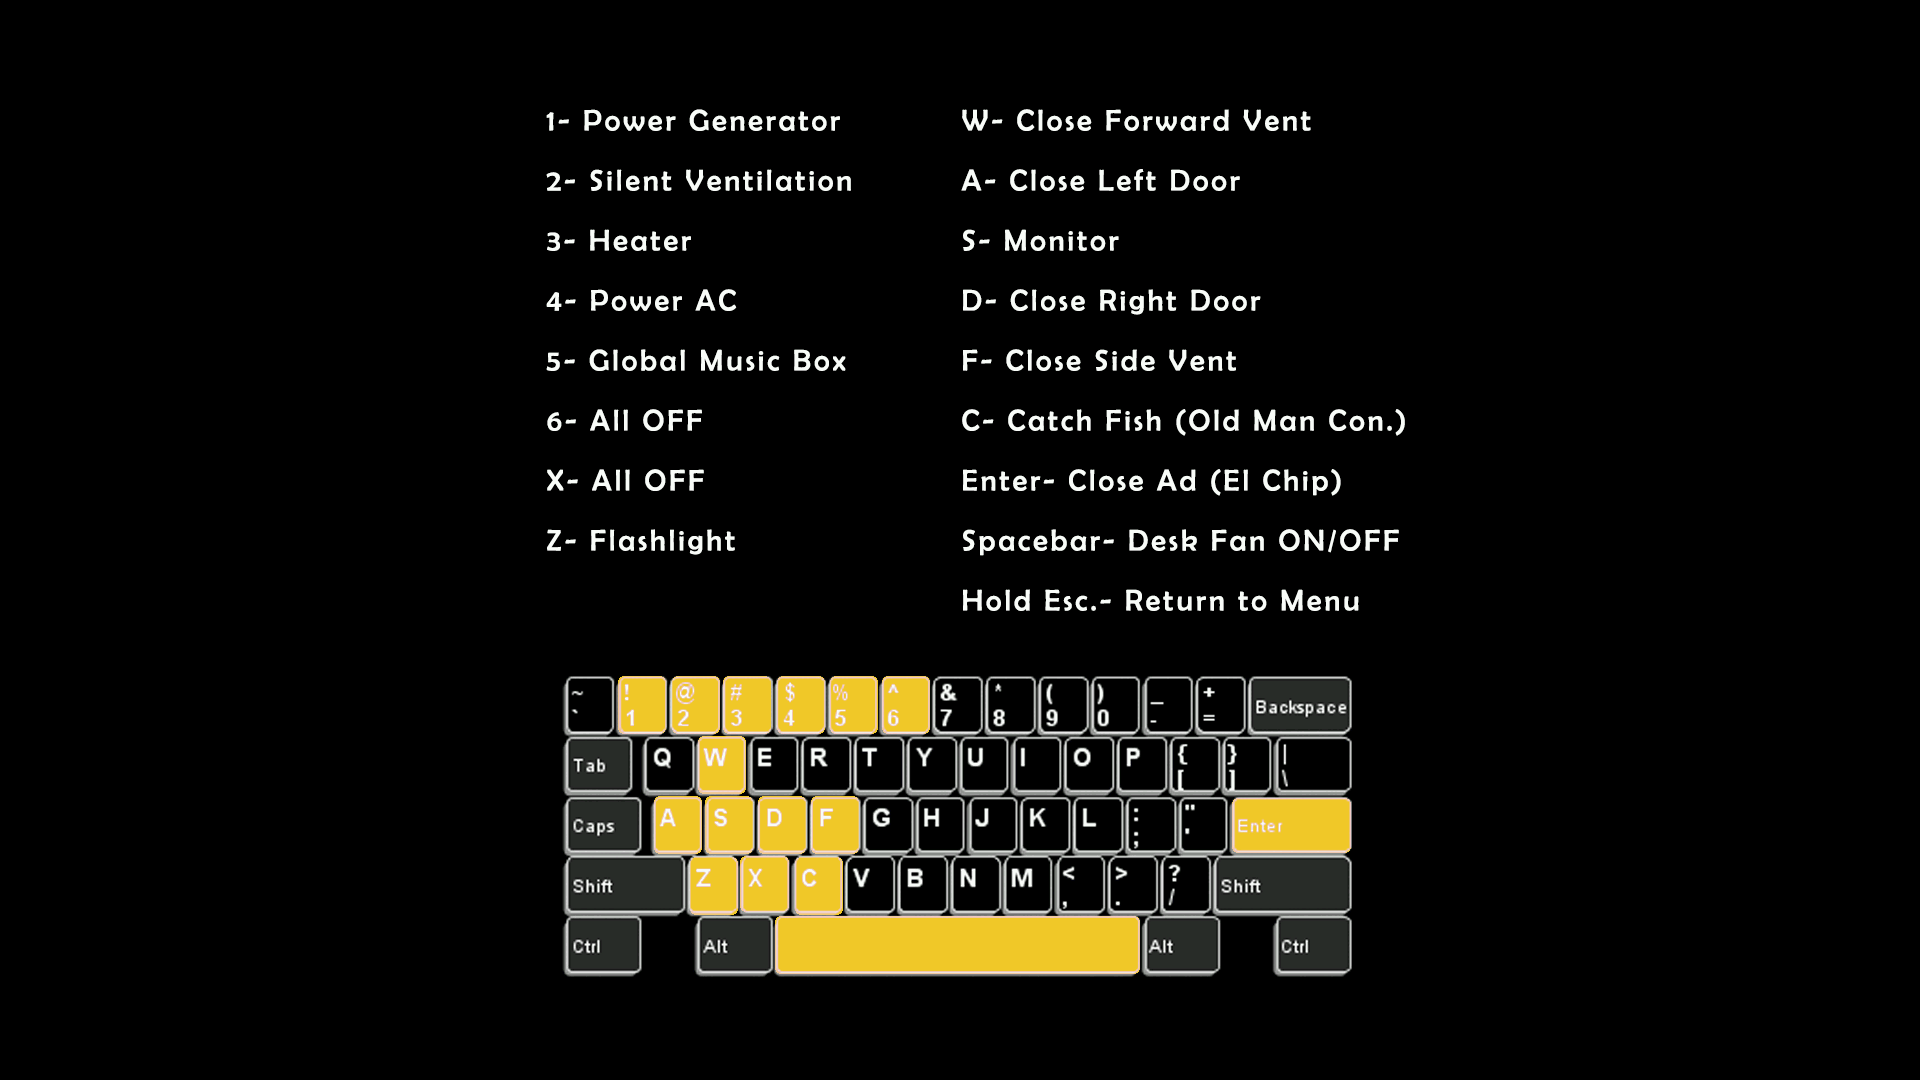 1- Power Generator
2- Silent Ventilation
3- Heater
4- Power AC
5- Global Music Box
6- All OFF
X- All OFF
Z- Flashlight
W- Close Forward Vent
A- Close Left Door
S- Monitor
D- Close Right Door
F- Close Side Vent
C- Catch Fish (Old Man Con.)
Enter- Close Ad (El Chip)
Spacebar- Desk Fan ON/OFF
Hold Esc.- Return to Menu
~ ! @ # $ % ^ & * ( ) _ +
` 1 2 3 4 5 6 7 8 9 0 - = Backspace
Tab Q W E R T Y U I O P { [ } ] | \
Caps A S D F G H J K L : ; " ' Enter
Shift Z X C V B N M < , > . ? / Shift
Ctrl Alt Alt Ctrl